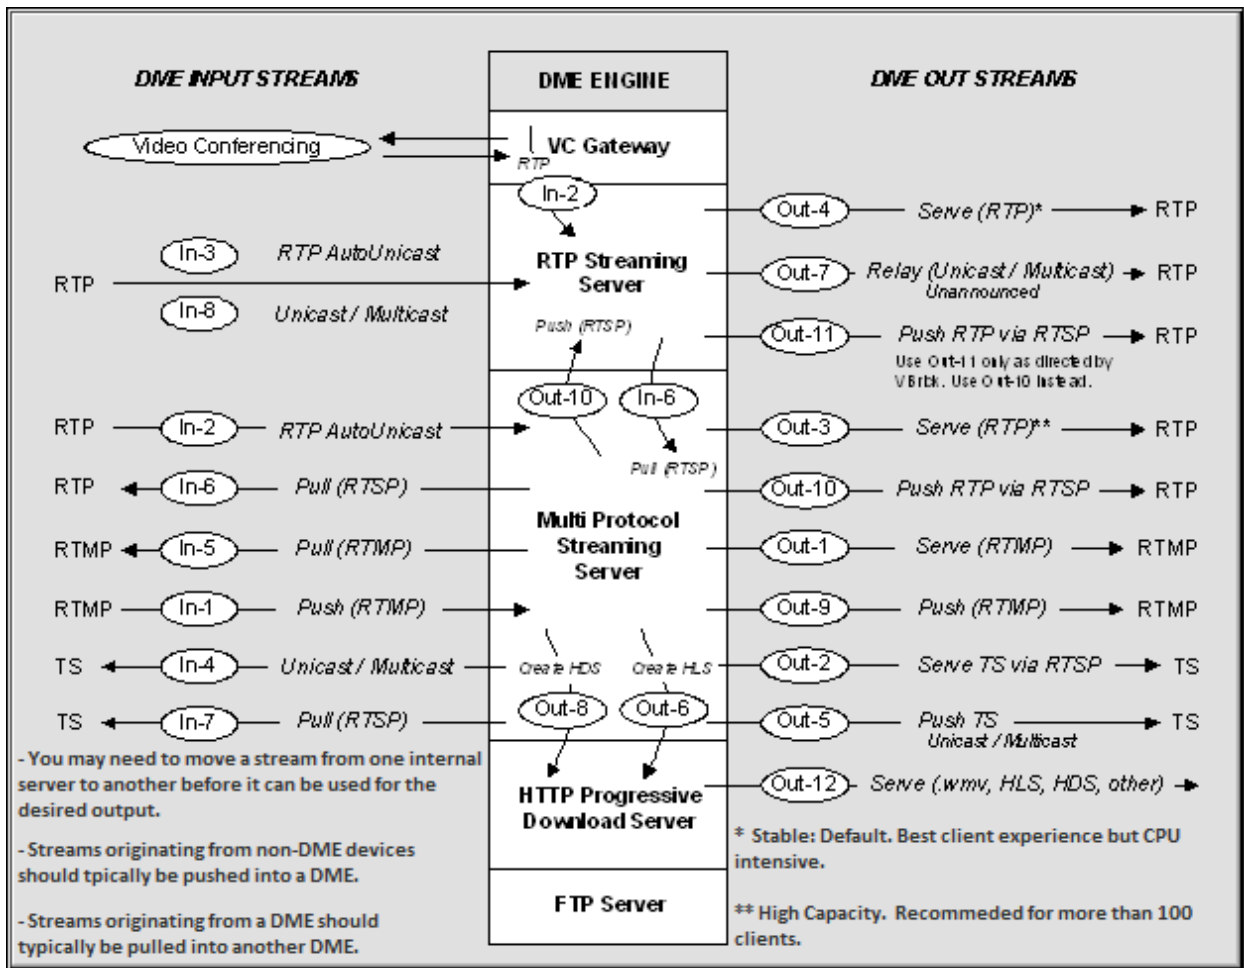 DME INPUT STREAMS
DME ENGINE
DME OUT STREAMS
Video Conferencing
VC Gateway
RTP
In-2
Out-4 Serve (RTP)* RTP
In-3 RTP AutoUnicast
RTP
In-8 Unicast / Multicast
RTP Streaming
Server
Out-7 Relay (Unicast / Multicast) RTP
Unannounced
Push (RTSP)
Out-11 Push RTP via RTSP RTP
Use Out-11 only as directed by
VBrick. Use Out-10 Instead.
Out-10 In-6
RTP In-2 RTP AutoUnicast
Out-3 Serve (RTP)** RTP
Pull (RTSP)
RTP In-6 Pull (RTSP)
Out-10 Push RTP via RTSP RTP
Multi Protocol
Streaming
Server
RTMP In-5 Pull (RTMP)
Out-1 Serve (RTMP) RTMP
RTMP In-1 Push (RTMP)
Out-9 Push (RTMP) RTMP
TS In-4 Unicast / Multicast
Create HDS Create HLS
Out-2 Serve TS via RTSP TS
TS In-7 Pull (RTSP)
Out-8 Out-6
Out-5 Push TS TS
Unicast / Multicast
- You may need to move a stream from one internal
server to another before it can be used for the
desired output.
- Streams originating from non-DME devices
should tpically be pushed into a DME.
- Streams originating from a DME should
typically be pulled into another DME.
HTTP Progressive
Download Server
FTP Server
Out-12 Serve (.wmv, HLS, HDS, other)
* Stable: Default. Best client experience but CPU
intensive.
** High Capacity. Recommeded for more than 100
clients.